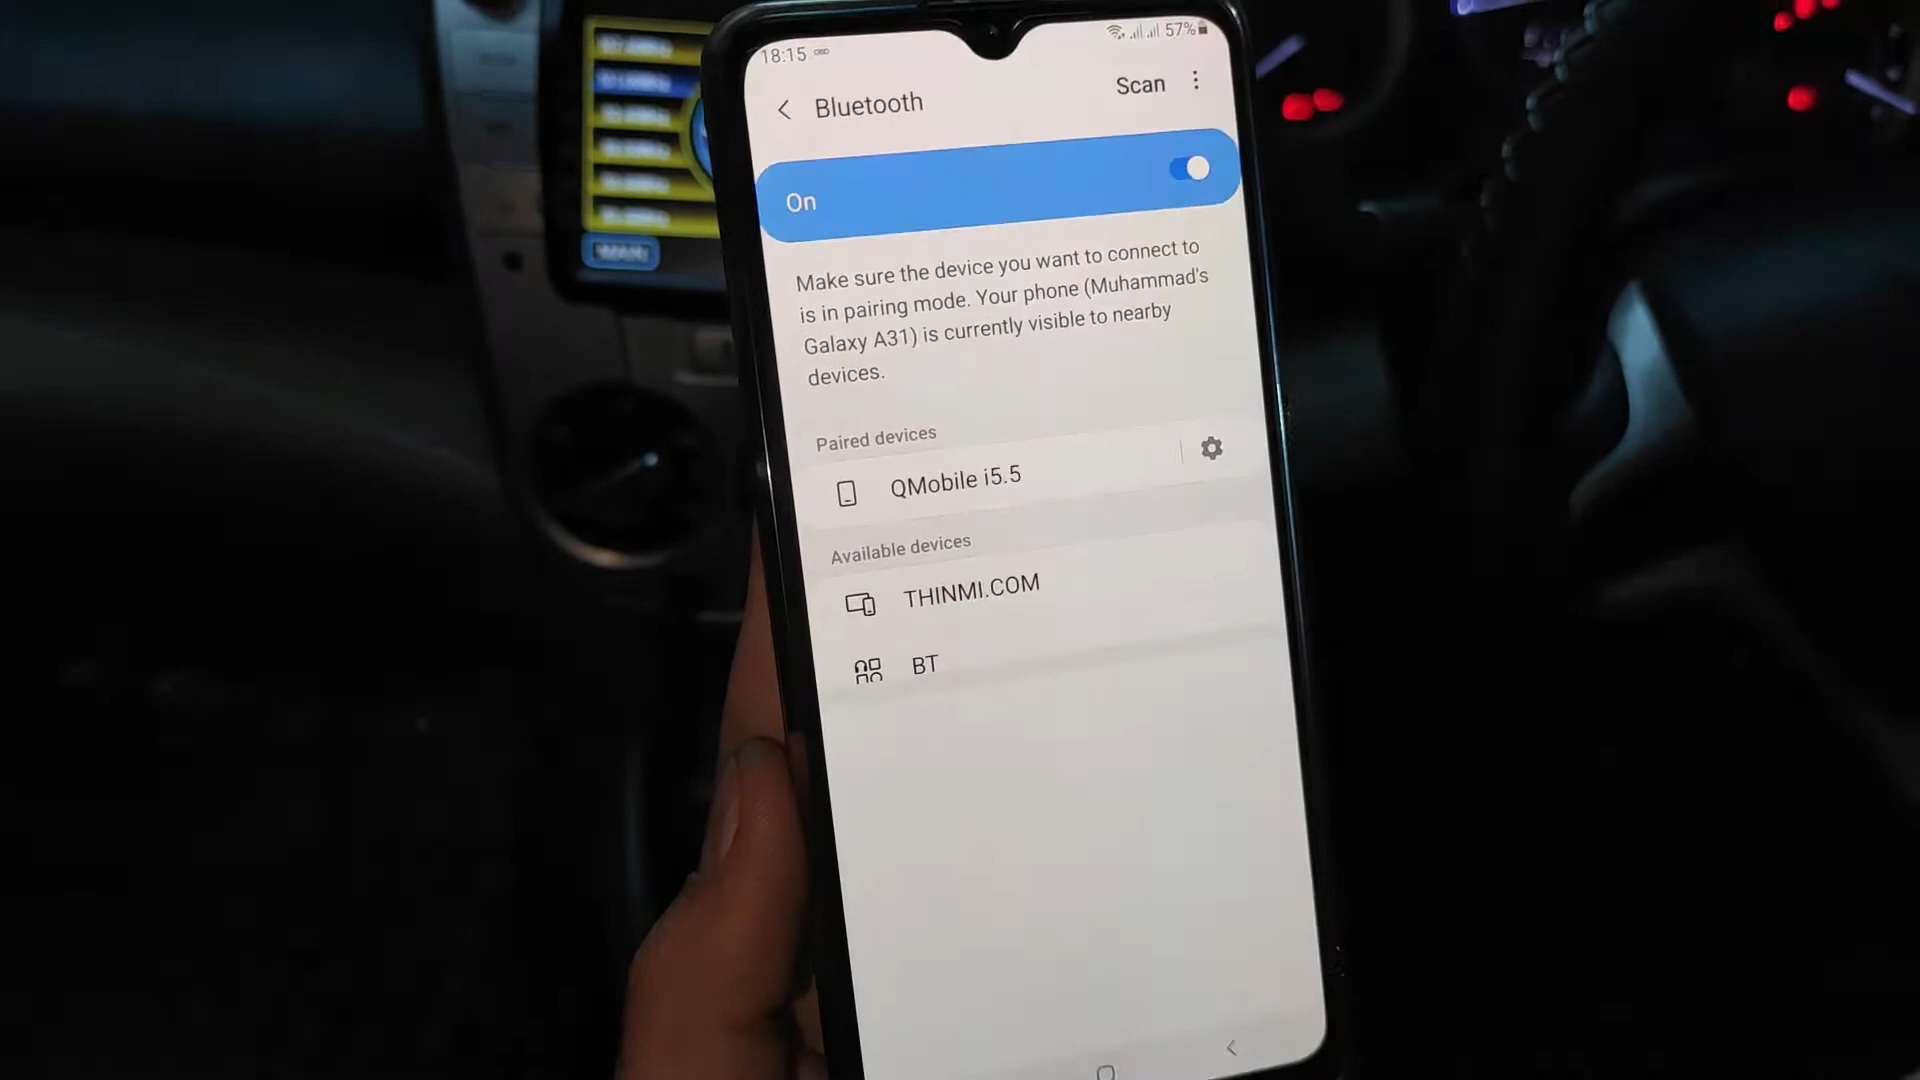 18:15
57%
Bluetooth
Scan
On
Make sure the device you want to connect to
is in pairing mode. Your phone (Muhammad's
Galaxy A31) is currently visible to nearby
devices.
Paired devices
QMobile i5.5
Available devices
THINMI.COM
BT